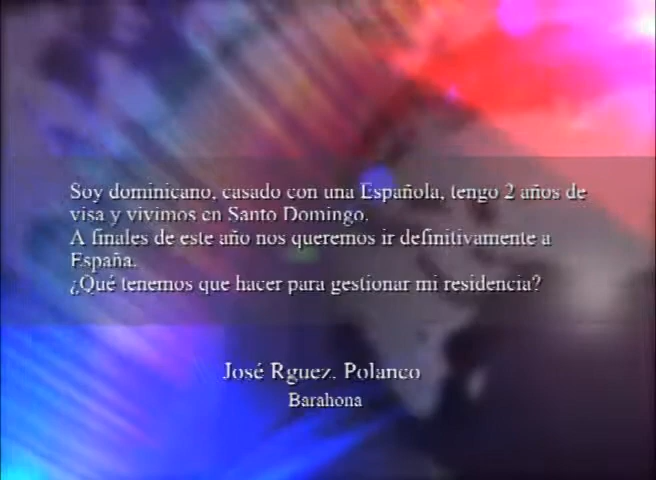 Soy dominicano, casado con una Española, tengo 2 años de
visa y vivimos en Santo Domingo.
A finales de este año nos queremos ir definitivamente a
España.
¿Qué tenemos que hacer para gestionar mi residencia?
José Rguez. Polanco
Barahona